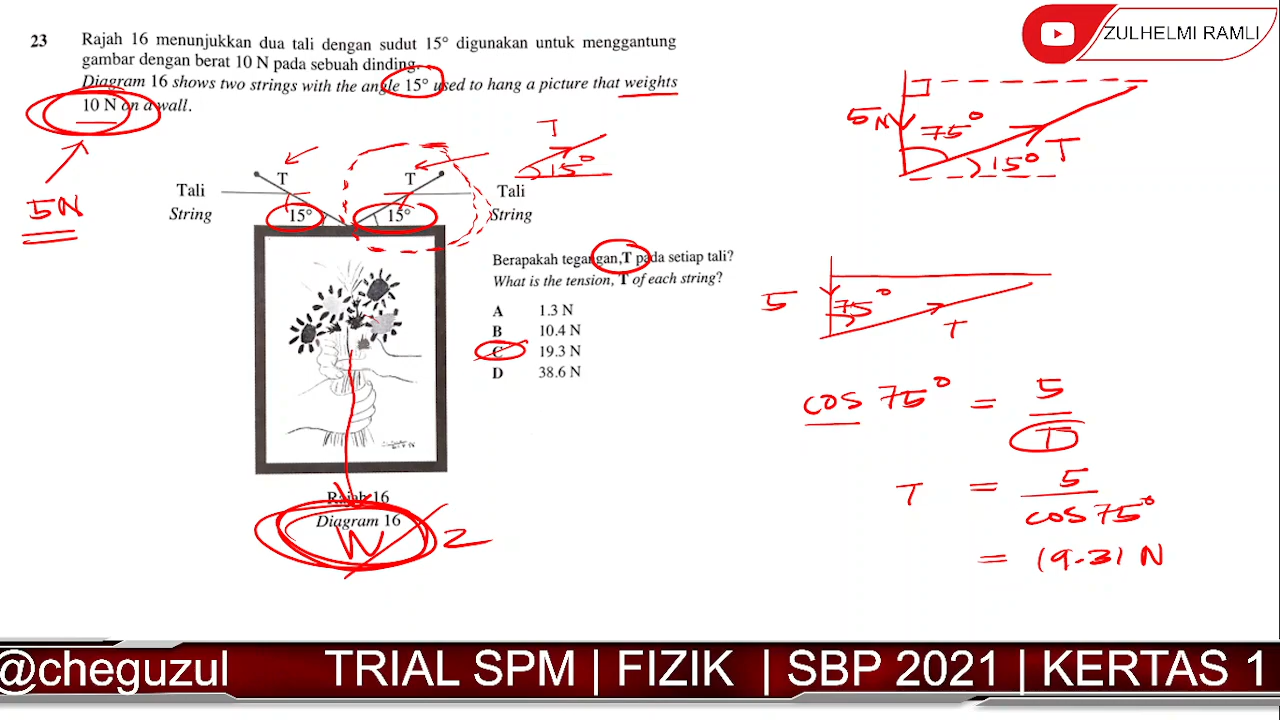 ZULHELMI RAMLI
23 Rajah 16 menunjukkan dua tali dengan sudut 15° digunakan untuk menggantung
gambar dengan berat 10 N pada sebuah dinding.
Diagram 16 shows two strings with the angle 15° used to hang a picture that weights
10 N on a wall.
5N
T
15°
T
T
Tali
String
15°
15°
Tali
String
5N
75°
15°
T
Berapakah tegangan,T pada setiap tali?
What is the tension, T of each string?
A 1.3 N
B 10.4 N
C 19.3 N
D 38.6 N
5
75°
T
cos 75° = 5
T
T = 5
cos 75°
= 19.31 N
Rajah 16
Diagram 16
W
2
@cheguzul TRIAL SPM | FIZIK | SBP 2021 | KERTAS 1